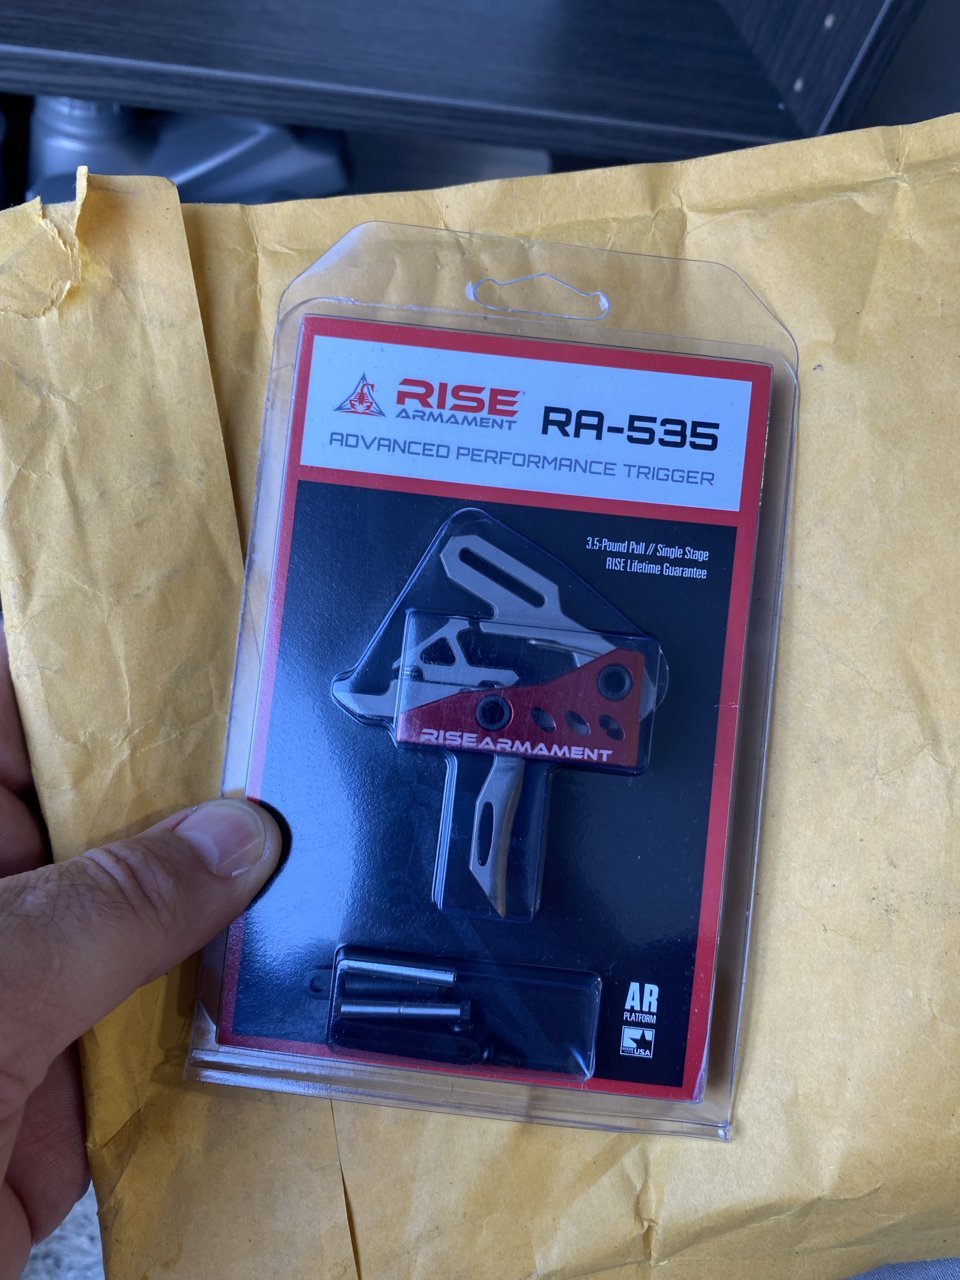 RISE
ARMAMENT
RA-535
ADVANCED PERFORMANCE TRIGGER
3.5-Pound Pull // Single Stage
RISE Lifetime Guarantee
RISEARMAMENT
AR
PLATFORM
USA